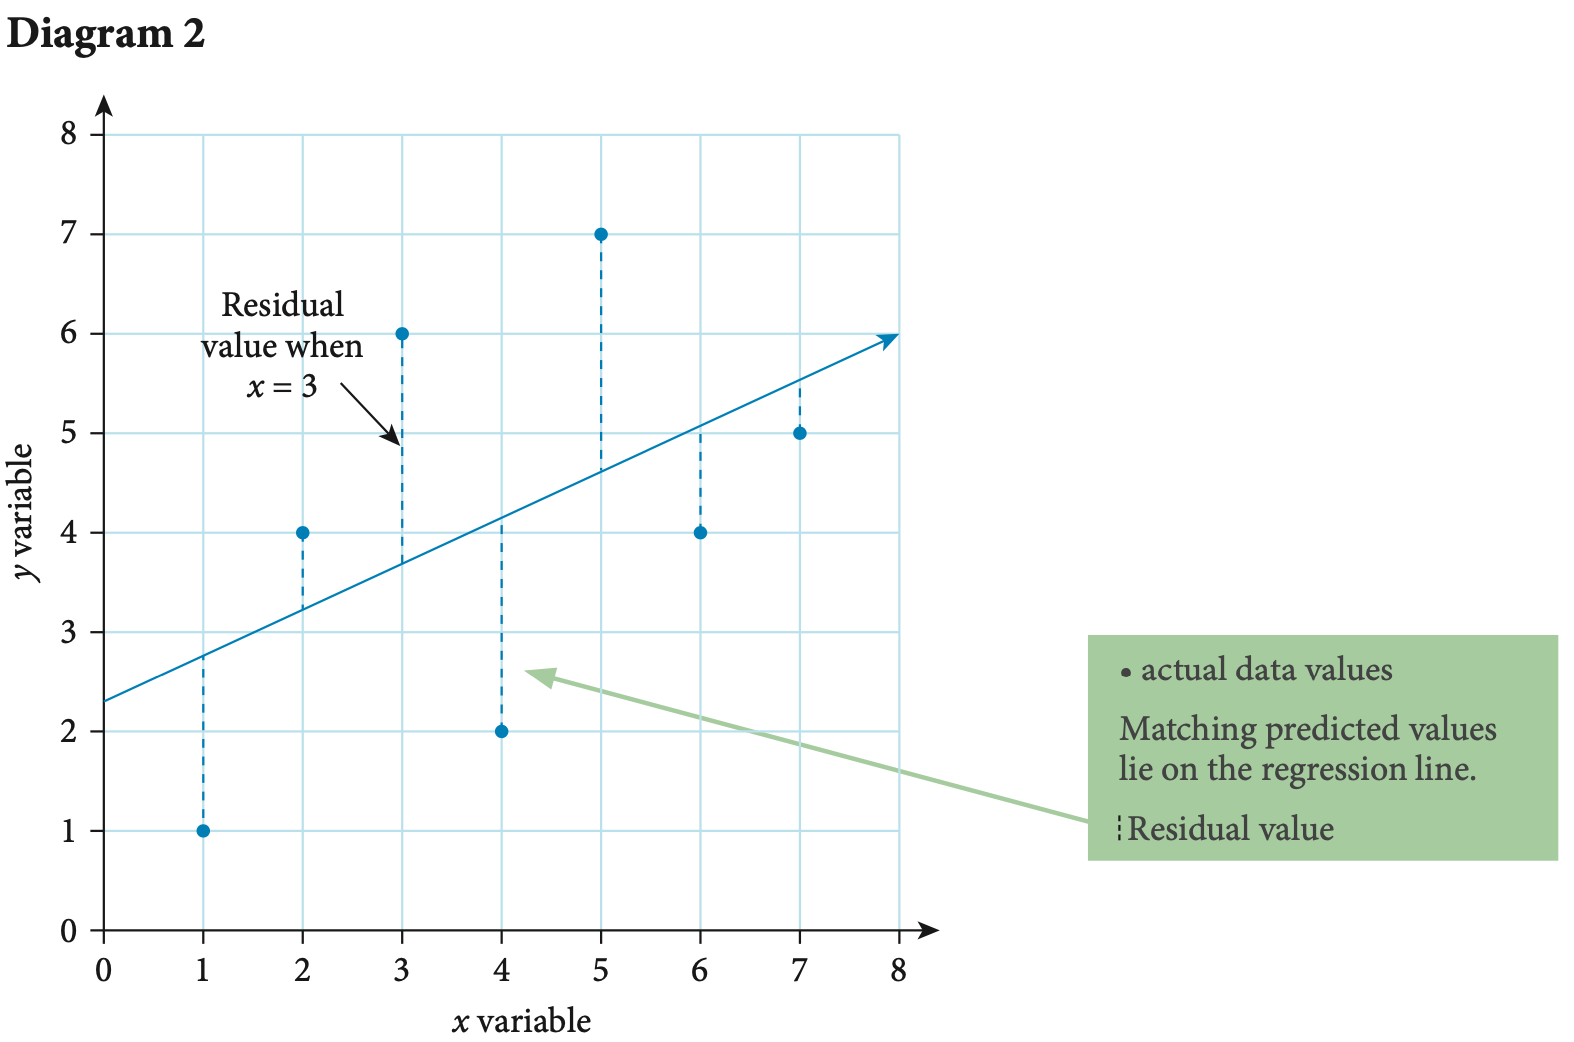 Diagram 2
8
7
6
5
4
3
2
1
0
y variable
Residual
value when
x = 3
0 1 2 3 4 5 6 7 8
x variable
• actual data values
Matching predicted values
lie on the regression line.
Residual value